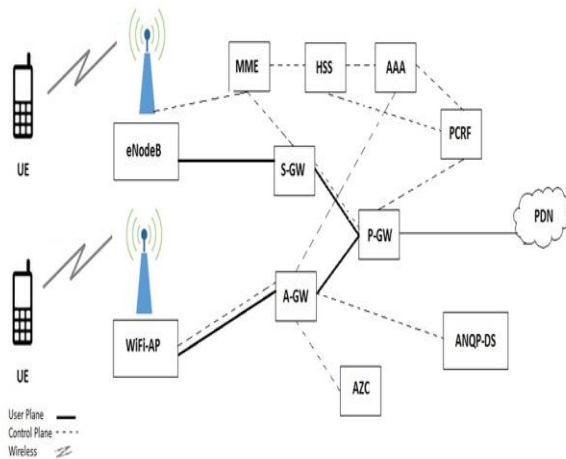 MME
HSS
AAA
PCRF
UE
eNodeB
S-GW
P-GW
PDN
A-GW
WiFi-AP
ANQP-DS
AZC
UE
User Plane
Control Plane
Wireless